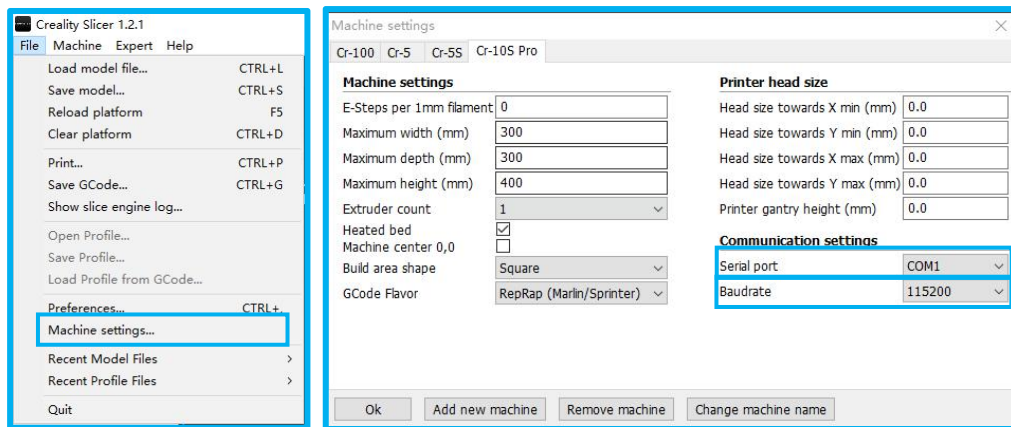 Creality Slicer 1.2.1
File Machine Expert Help
Load model file... CTRL+L
Save model... CTRL+S
Reload platform F5
Clear platform CTRL+D
Print... CTRL+P
Save GCode... CTRL+G
Show slice engine log...
Open Profile...
Save Profile...
Load Profile from GCode...
Preferences... CTRL+,
Machine settings...
Recent Model Files >
Recent Profile Files >
Quit
Machine settings
Cr-100 Cr-5 Cr-5S Cr-10S Pro
Machine settings
E-Steps per 1mm filament 0
Maximum width (mm) 300
Maximum depth (mm) 300
Maximum height (mm) 400
Extruder count 1
Heated bed
Machine center 0,0
Build area shape Square
GCode Flavor RepRap (Marlin/Sprinter)
Printer head size
Head size towards X min (mm) 0.0
Head size towards Y min (mm) 0.0
Head size towards X max (mm) 0.0
Head size towards Y max (mm) 0.0
Printer gantry height (mm) 0.0
Communication settings
Serial port COM1
Baudrate 115200
Ok Add new machine Remove machine Change machine name